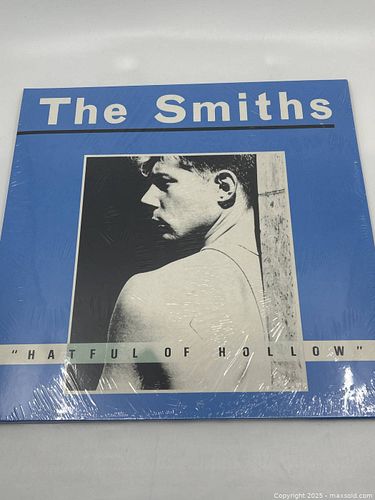 The Smiths
"HATFUL OF HOLLOW"
Copyright 2025 - maxsold.com